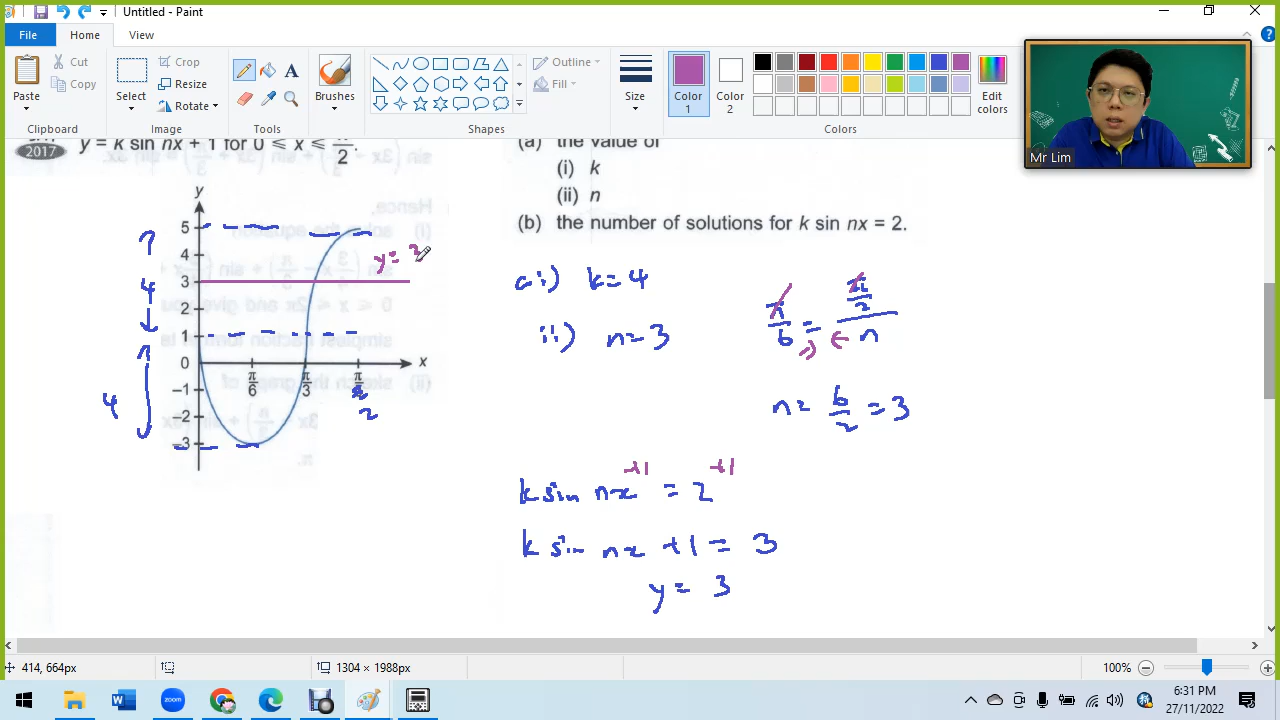 Untitled - Paint
File Home View
Paste
Cut
Copy
Clipboard
Select
Crop
Resize
Rotate
Image
Tools
Brushes
Shapes
Outline
Fill
Size
Color 1
Color 2
Colors
Edit colors
Mr Lim
2017
y = k sin nx + 1 for 0 ⩽ x ⩽ π/2.
(a) the value of
(i) k
(ii) n
(b) the number of solutions for k sin nx = 2.
y
5
4
3
2
1
0
−1
−2
−3
π/6
π/3
π
2
x
4
4
y = 3
a i) k = 4
ii) n = 3
π/6 = (π/2)/n
n = 6/2 = 3
k sin nx +1 = 2 +1
k sin nx +1 = 3
y = 3
414, 664px
1304 × 1988px
100%
zoom
6:31 PM
27/11/2022